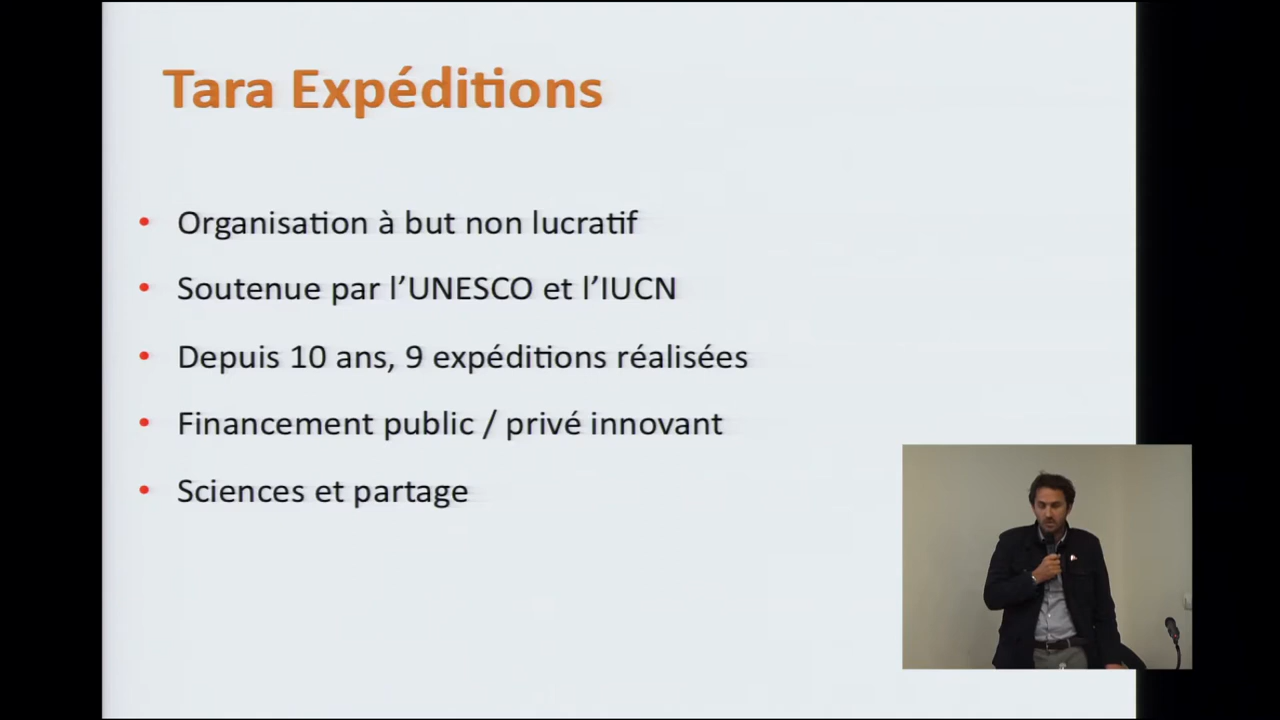 Tara Expéditions
• Organisation à but non lucratif
• Soutenue par l’UNESCO et l’IUCN
• Depuis 10 ans, 9 expéditions réalisées
• Financement public / privé innovant
• Sciences et partage